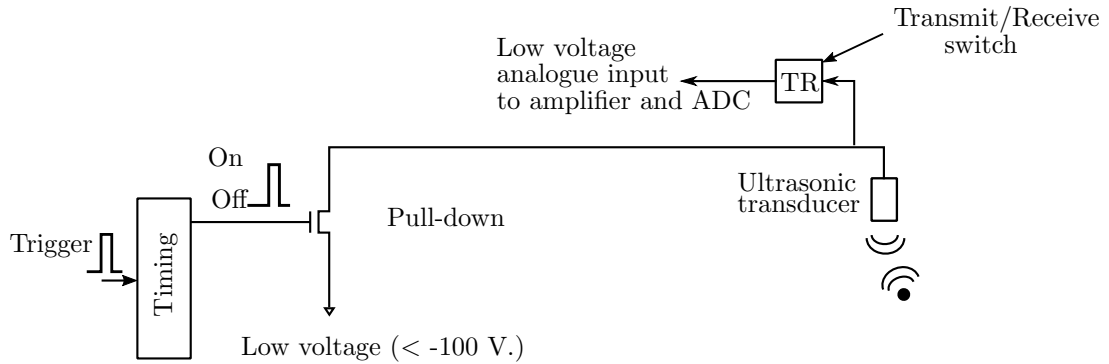 Transmit/Receive
switch
Low voltage
analogue input
to amplifier and ADC
TR
On
Off
Ultrasonic
transducer
Pull-down
Trigger
Timing
Low voltage (< -100 V.)